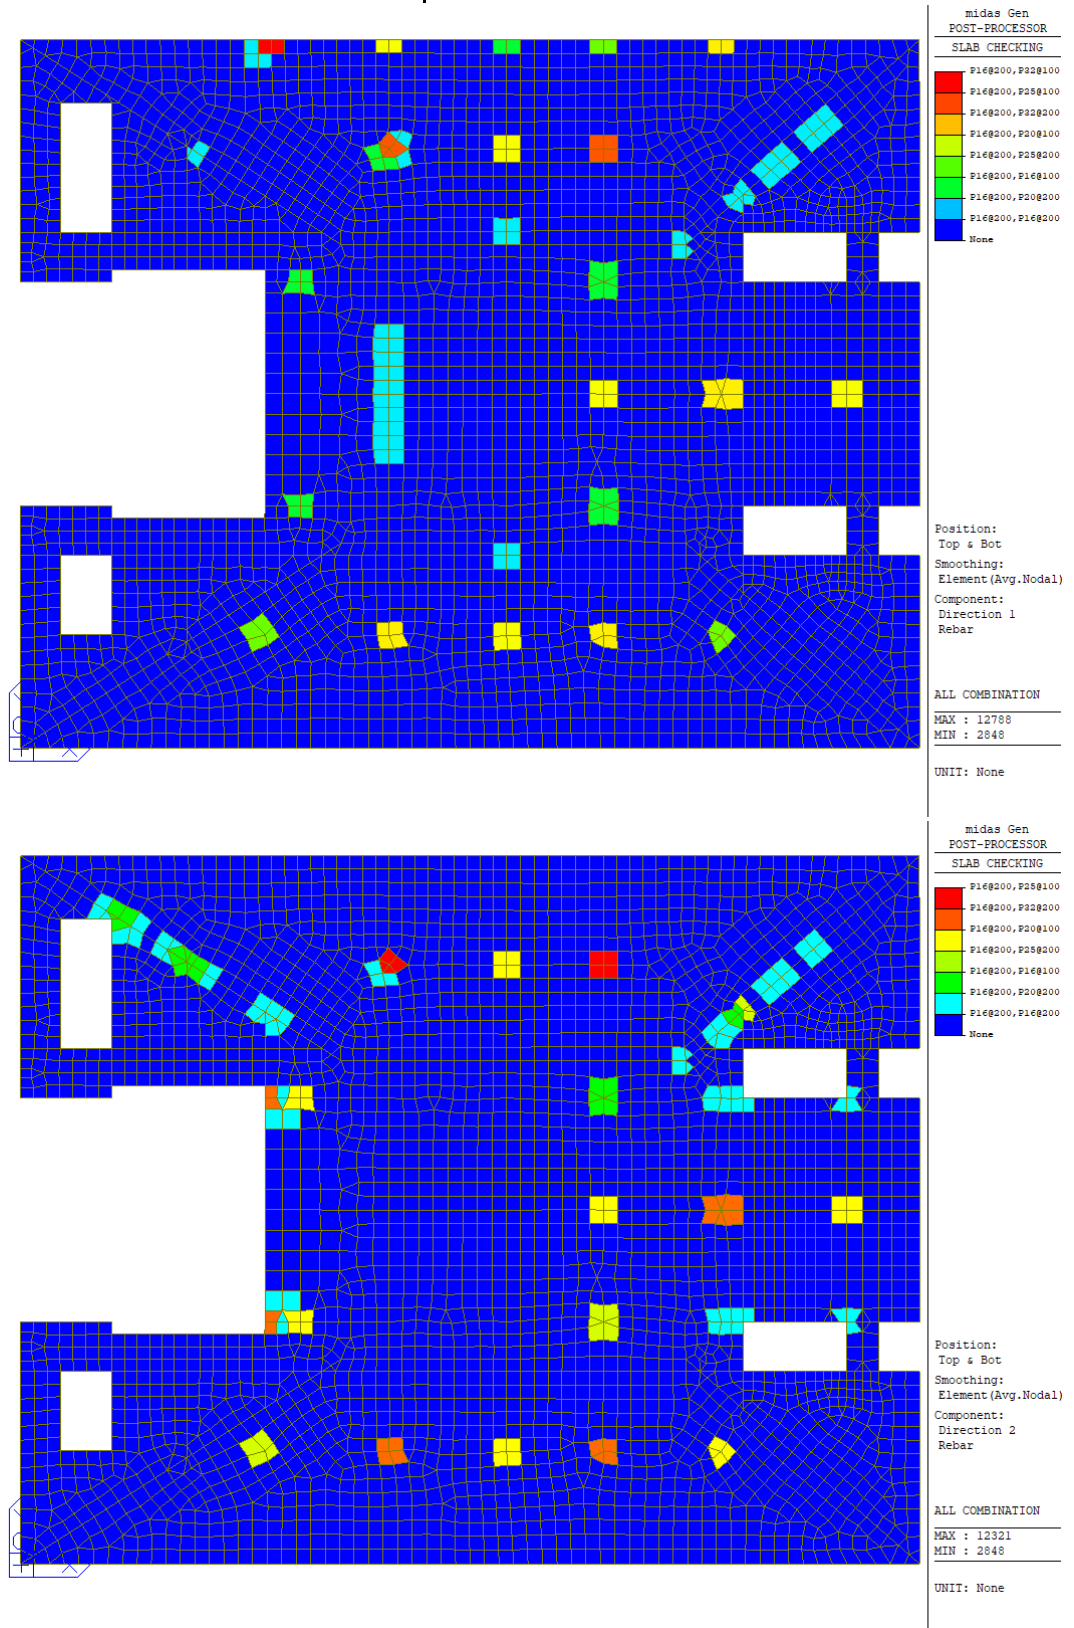 midas Gen
POST-PROCESSOR
SLAB CHECKING
P16@200,P32@100
P16@200,P25@100
P16@200,P32@200
P16@200,P20@100
P16@200,P25@200
P16@200,P16@100
P16@200,P20@200
P16@200,P16@200
None
Position:
Top & Bot
Smoothing:
Element(Avg.Nodal)
Component:
Direction 1
Rebar
ALL COMBINATION
MAX : 12788
MIN : 2848
UNIT: None
midas Gen
POST-PROCESSOR
SLAB CHECKING
P16@200,P25@100
P16@200,P32@200
P16@200,P20@100
P16@200,P25@200
P16@200,P16@100
P16@200,P20@200
P16@200,P16@200
None
Position:
Top & Bot
Smoothing:
Element(Avg.Nodal)
Component:
Direction 2
Rebar
ALL COMBINATION
MAX : 12321
MIN : 2848
UNIT: None